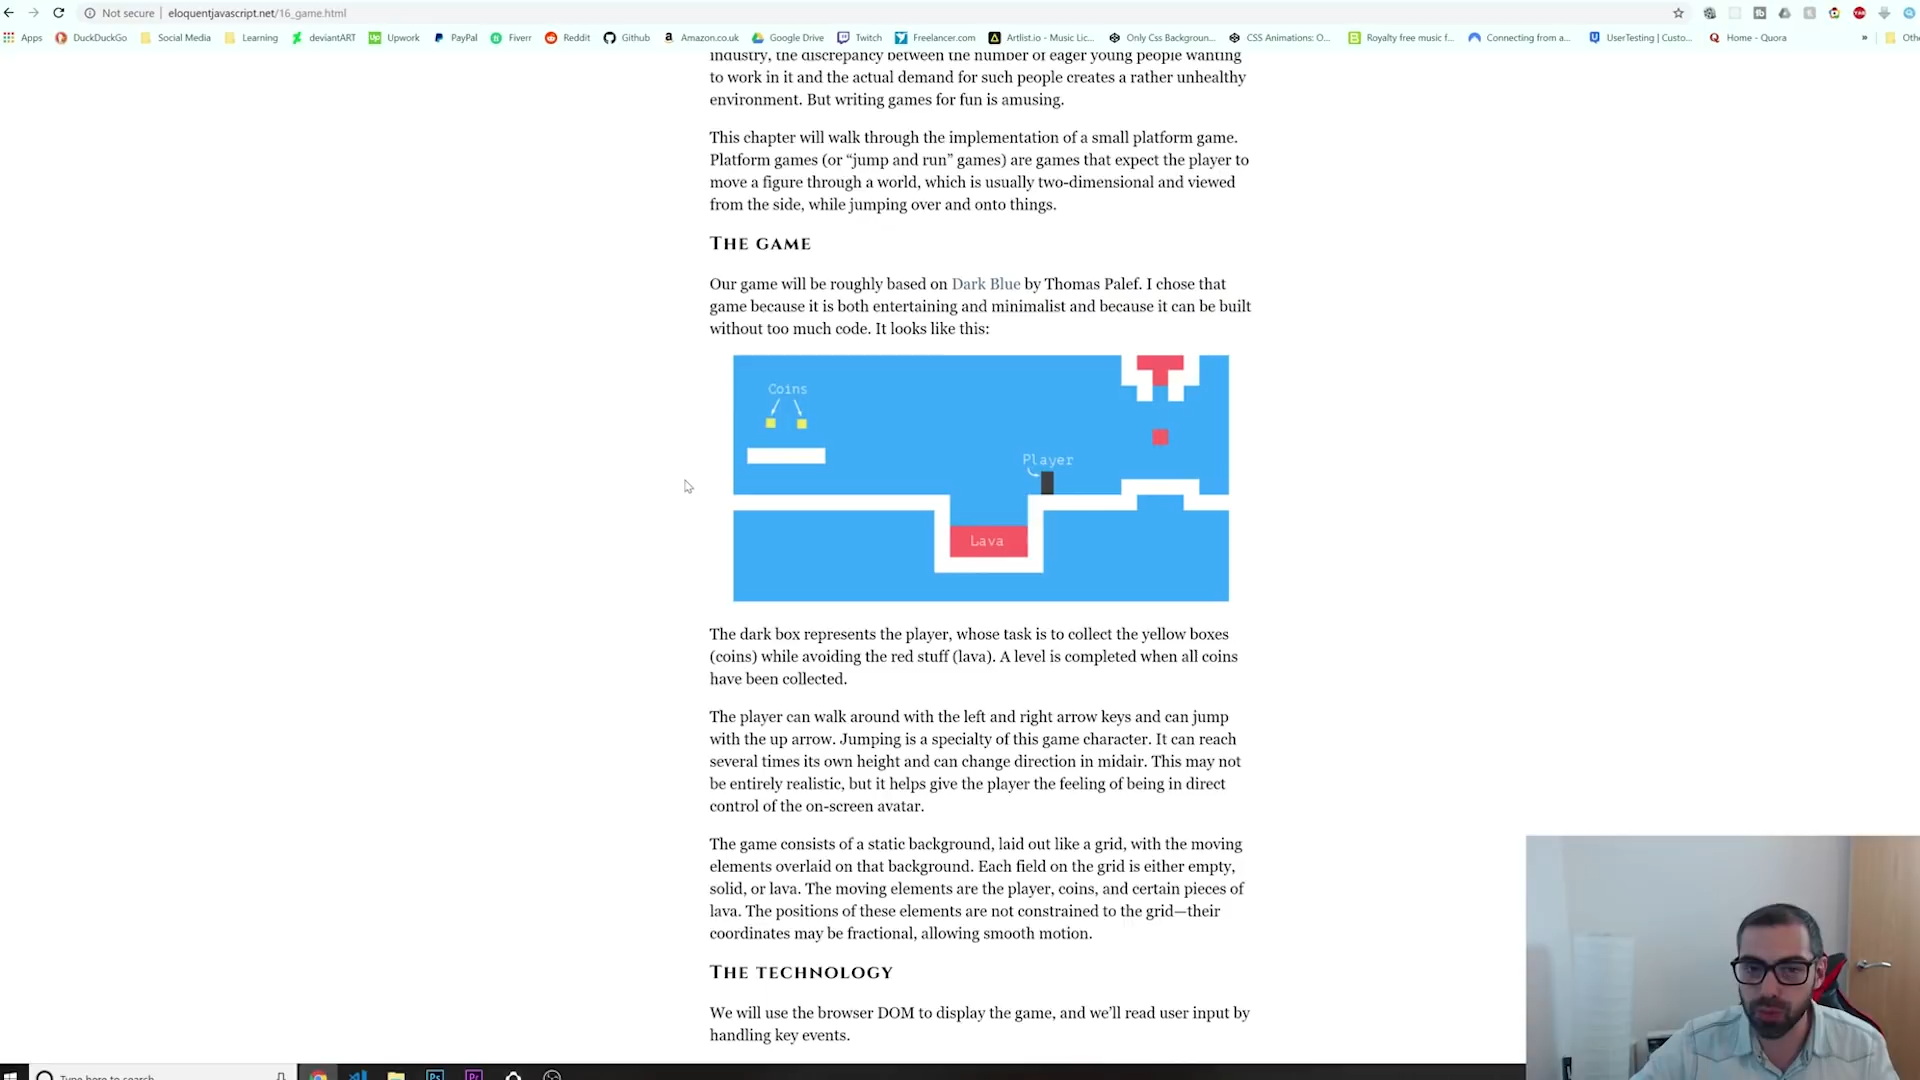 Not secure | eloquentjavascript.net/16_game.html
Apps DuckDuckGo Social Media Learning deviantART Upwork PayPal Fiverr Reddit Github Amazon.co.uk Google Drive Twitch Freelancer.com Artlist.io - Music Lic... Only Css Backgroun... CSS Animations: O... Royalty free music f... Connecting from a... UserTesting | Custo... Home - Quora » Oth
industry, the discrepancy between the number of eager young people wanting
to work in it and the actual demand for such people creates a rather unhealthy
environment. But writing games for fun is amusing.
This chapter will walk through the implementation of a small platform game.
Platform games (or “jump and run” games) are games that expect the player to
move a figure through a world, which is usually two-dimensional and viewed
from the side, while jumping over and onto things.
THE GAME
Our game will be roughly based on Dark Blue by Thomas Palef. I chose that
game because it is both entertaining and minimalist and because it can be built
without too much code. It looks like this:
Coins
Player
Lava
The dark box represents the player, whose task is to collect the yellow boxes
(coins) while avoiding the red stuff (lava). A level is completed when all coins
have been collected.
The player can walk around with the left and right arrow keys and can jump
with the up arrow. Jumping is a specialty of this game character. It can reach
several times its own height and can change direction in midair. This may not
be entirely realistic, but it helps give the player the feeling of being in direct
control of the on-screen avatar.
The game consists of a static background, laid out like a grid, with the moving
elements overlaid on that background. Each field on the grid is either empty,
solid, or lava. The moving elements are the player, coins, and certain pieces of
lava. The positions of these elements are not constrained to the grid—their
coordinates may be fractional, allowing smooth motion.
THE TECHNOLOGY
We will use the browser DOM to display the game, and we’ll read user input by
handling key events.
Type here to search
Ps Pr